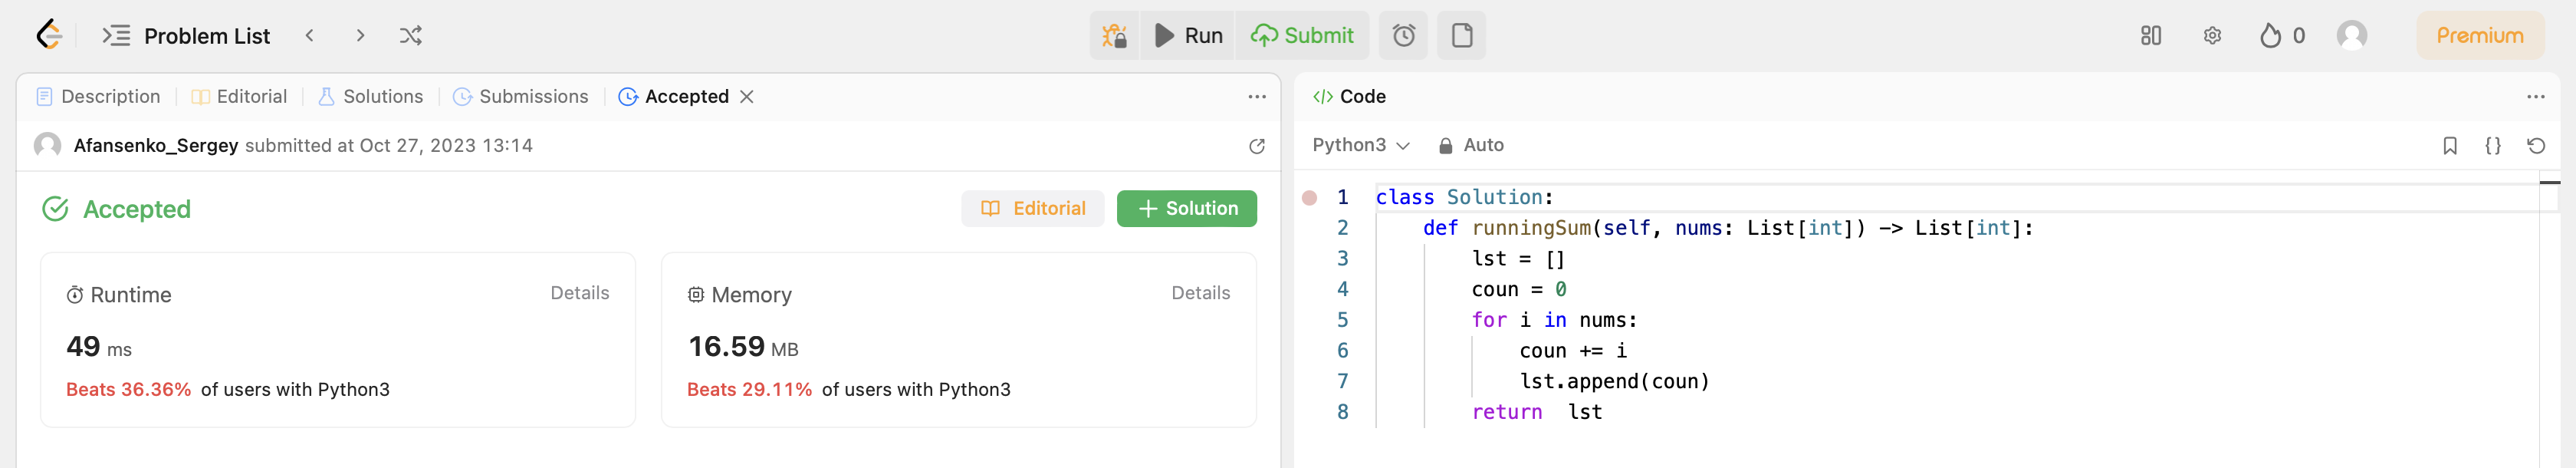 Problem List
Run
Submit
0
Premium
Description
Editorial
Solutions
Submissions
Accepted
Afansenko_Sergey submitted at Oct 27, 2023 13:14
Accepted
Editorial
Solution
Runtime
Details
49 ms
Beats 36.36% of users with Python3
Memory
Details
16.59 MB
Beats 29.11% of users with Python3
</> Code
Python3
Auto
{}
1 class Solution:
2 def runningSum(self, nums: List[int]) -> List[int]:
3 lst = []
4 coun = 0
5 for i in nums:
6 coun += i
7 lst.append(coun)
8 return  lst